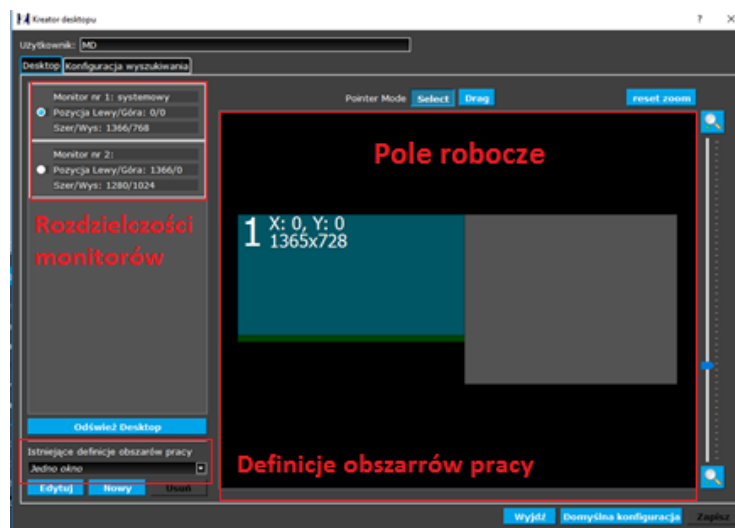 Kreator desktopu
? X
Użytkownik: MD
Desktop Konfiguracja wyszukiwania
Monitor nr 1: systemowy
Pozycja Lewy/Góra: 0/0
Szer/Wys: 1366/768
Monitor nr 2:
Pozycja Lewy/Góra: 1366/0
Szer/Wys: 1280/1024
Rozdzielczości
monitorów
Pointer Mode Select Drag reset zoom
Pole robocze
1 X: 0, Y: 0
1365x728
Definicje obszarrów pracy
Odśwież Desktop
Istniejące definicje obszarów pracy
Jedno okno
Edytuj Nowy Usuń
Wyjdź Domyślna konfiguracja Zapisz